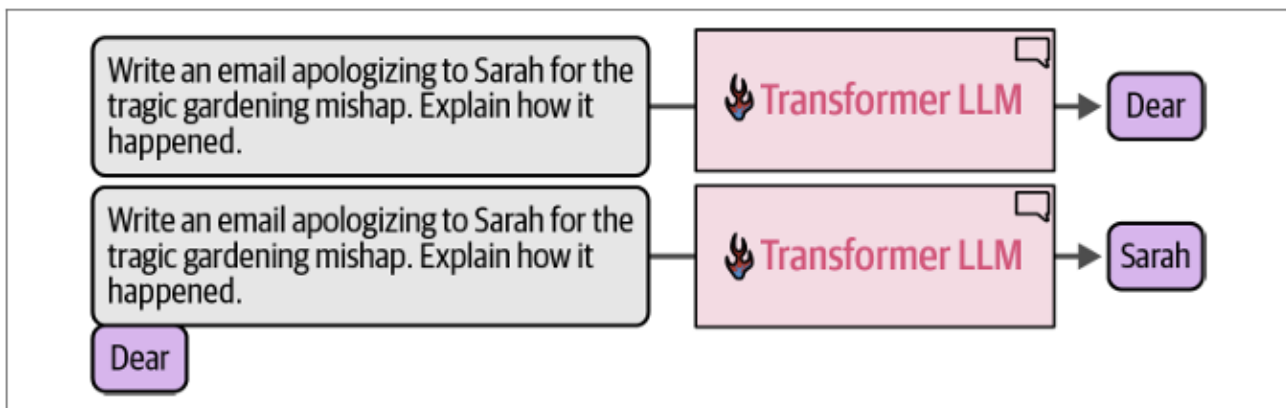 Write an email apologizing to Sarah for the
tragic gardening mishap. Explain how it
happened.
Transformer LLM
Dear
Write an email apologizing to Sarah for the
tragic gardening mishap. Explain how it
happened.
Transformer LLM
Sarah
Dear